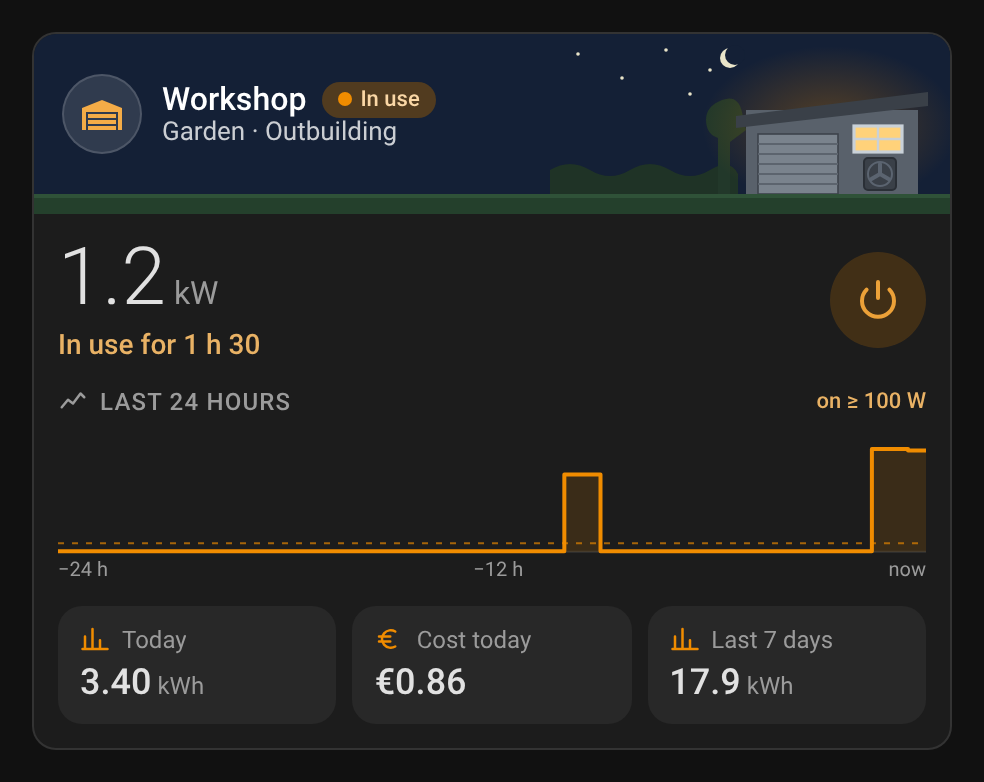 Workshop
In use
Garden · Outbuilding
1.2 kW
In use for 1 h 30
LAST 24 HOURS
on ≥ 100 W
−24 h
−12 h
now
Today
3.40 kWh
Cost today
€0.86
Last 7 days
17.9 kWh